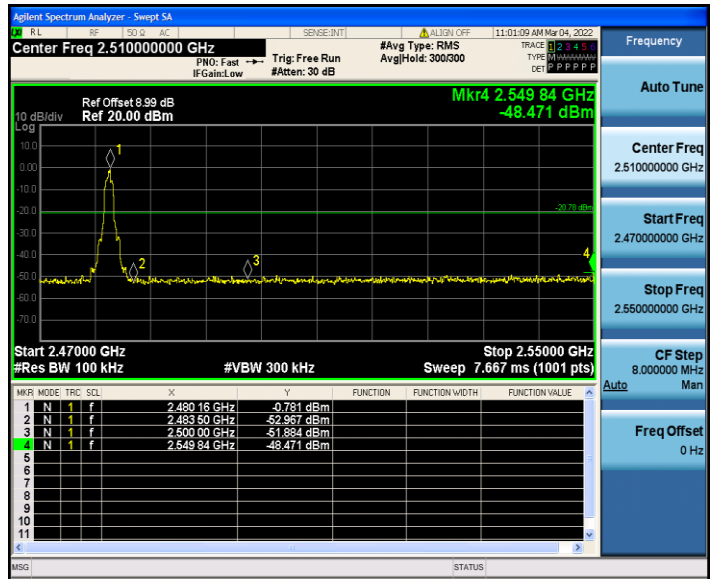 Agilent Spectrum Analyzer - Swept SA
RL RF 50 Ω AC SENSE:INT ALIGN OFF 11:01:09 AM Mar 04, 2022
Center Freq 2.510000000 GHz
PNO: Fast
IFGain:Low
Trig: Free Run
#Atten: 30 dB
#Avg Type: RMS
Avg|Hold: 300/300
TRACE 1 2 3 4 5 6
TYPE M
DET P P P P P P
Ref Offset 8.99 dB
10 dB/div Ref 20.00 dBm
Log
Mkr4 2.549 84 GHz
-48.471 dBm
10.0
0.00
-10.0
-20.0
-30.0
-40.0
-50.0
-60.0
-70.0
1
2
3
4
-20.78 dBm
Start 2.47000 GHz Stop 2.55000 GHz
#Res BW 100 kHz #VBW 300 kHz Sweep 7.667 ms (1001 pts)
MKR MODE TRC SCL X Y FUNCTION FUNCTION WIDTH FUNCTION VALUE
1 N 1 f 2.480 16 GHz -0.781 dBm
2 N 1 f 2.483 50 GHz -52.967 dBm
3 N 1 f 2.500 00 GHz -51.884 dBm
4 N 1 f 2.549 84 GHz -48.471 dBm
5
6
7
8
9
10
11
MSG STATUS
Frequency
Auto Tune
Center Freq
2.510000000 GHz
Start Freq
2.470000000 GHz
Stop Freq
2.550000000 GHz
CF Step
8.000000 MHz
Auto Man
Freq Offset
0 Hz